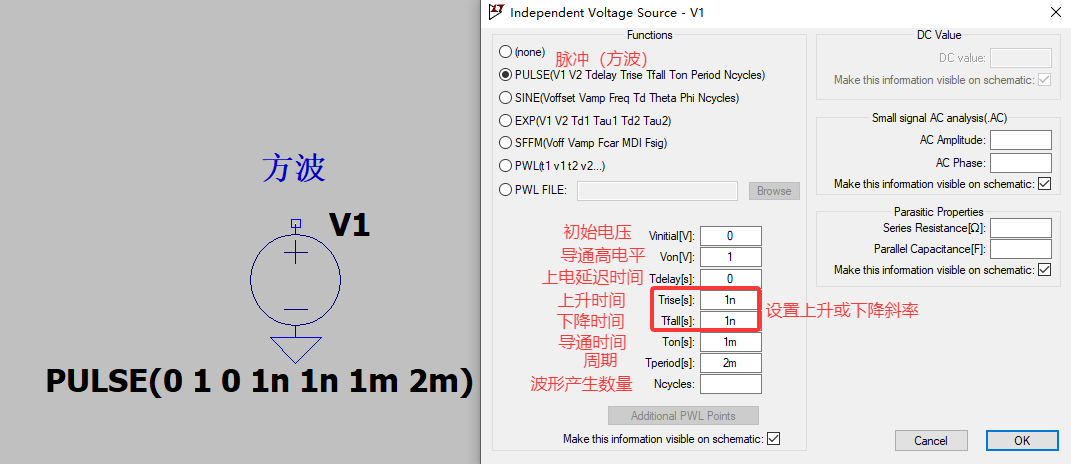 方波
V1
PULSE(0 1 0 1n 1n 1m 2m)
Independent Voltage Source - V1
Functions
(none)
脉冲（方波）
PULSE(V1 V2 Tdelay Trise Tfall Ton Period Ncycles)
SINE(Voffset Vamp Freq Td Theta Phi Ncycles)
EXP(V1 V2 Td1 Tau1 Td2 Tau2)
SFFM(Voff Vamp Fcar MDI Fsig)
PWL(t1 v1 t2 v2...)
PWL FILE: Browse
初始电压 Vinitial[V]: 0
导通高电平 Von[V]: 1
上电延迟时间 Tdelay[s]: 0
上升时间 Trise[s]: 1n
设置上升或下降斜率
下降时间 Tfall[s]: 1n
导通时间 Ton[s]: 1m
周期 Tperiod[s]: 2m
波形产生数量 Ncycles:
Additional PWL Points
Make this information visible on schematic:
DC Value
DC value:
Make this information visible on schematic:
Small signal AC analysis(.AC)
AC Amplitude:
AC Phase:
Make this information visible on schematic:
Parasitic Properties
Series Resistance[Ω]:
Parallel Capacitance[F]:
Make this information visible on schematic:
Cancel OK